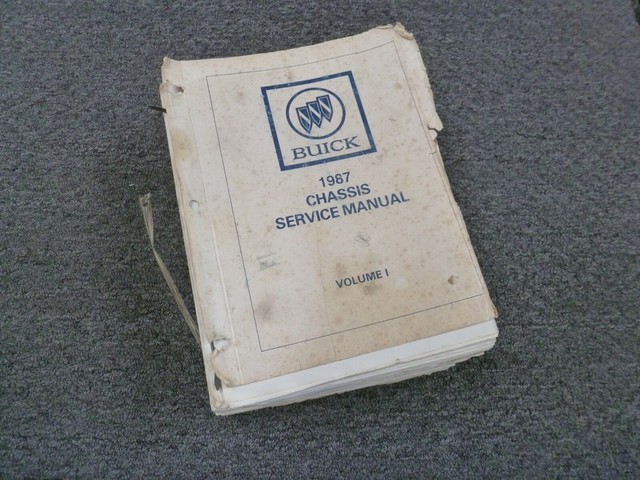 BUICK
1987
CHASSIS
SERVICE MANUAL
VOLUME I